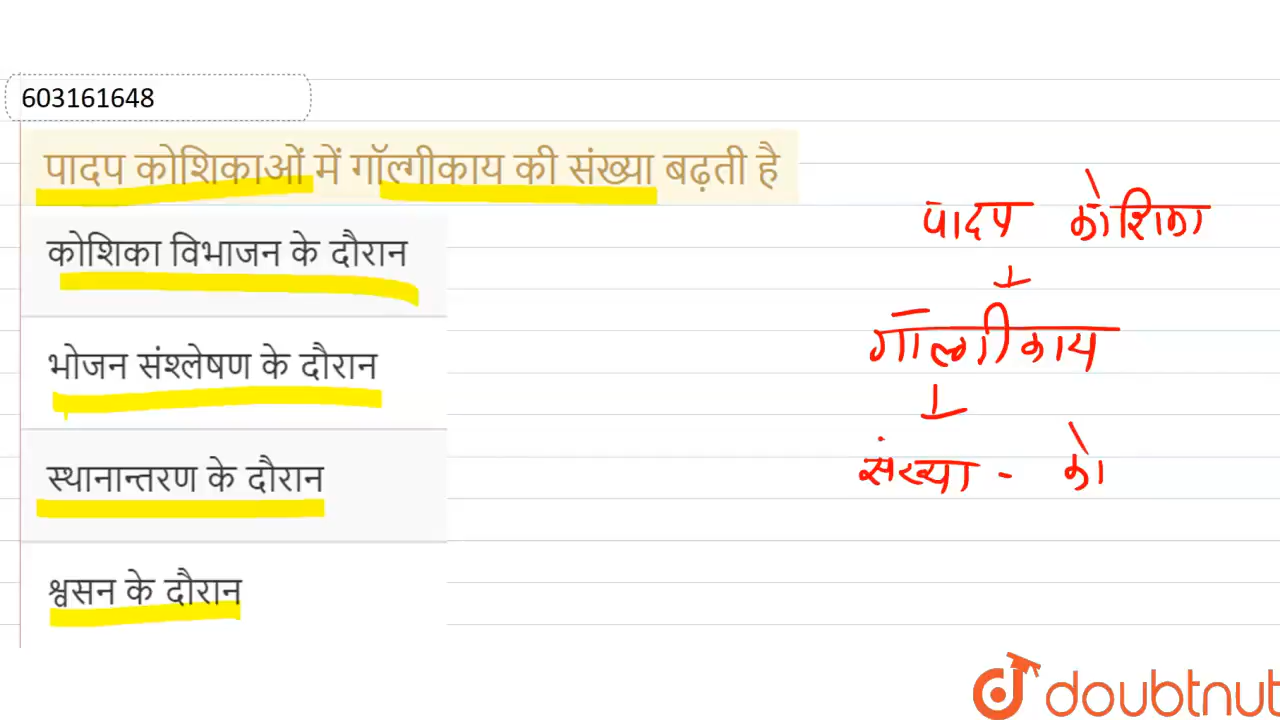 603161648
पादप कोशिकाओं में गॉल्गीकाय की संख्या बढ़ती है
कोशिका विभाजन के दौरान
भोजन संश्लेषण के दौरान
स्थानान्तरण के दौरान
श्वसन के दौरान
पादप कोशिका
गॉल्गीकाय
संख्या - को
doubtnut